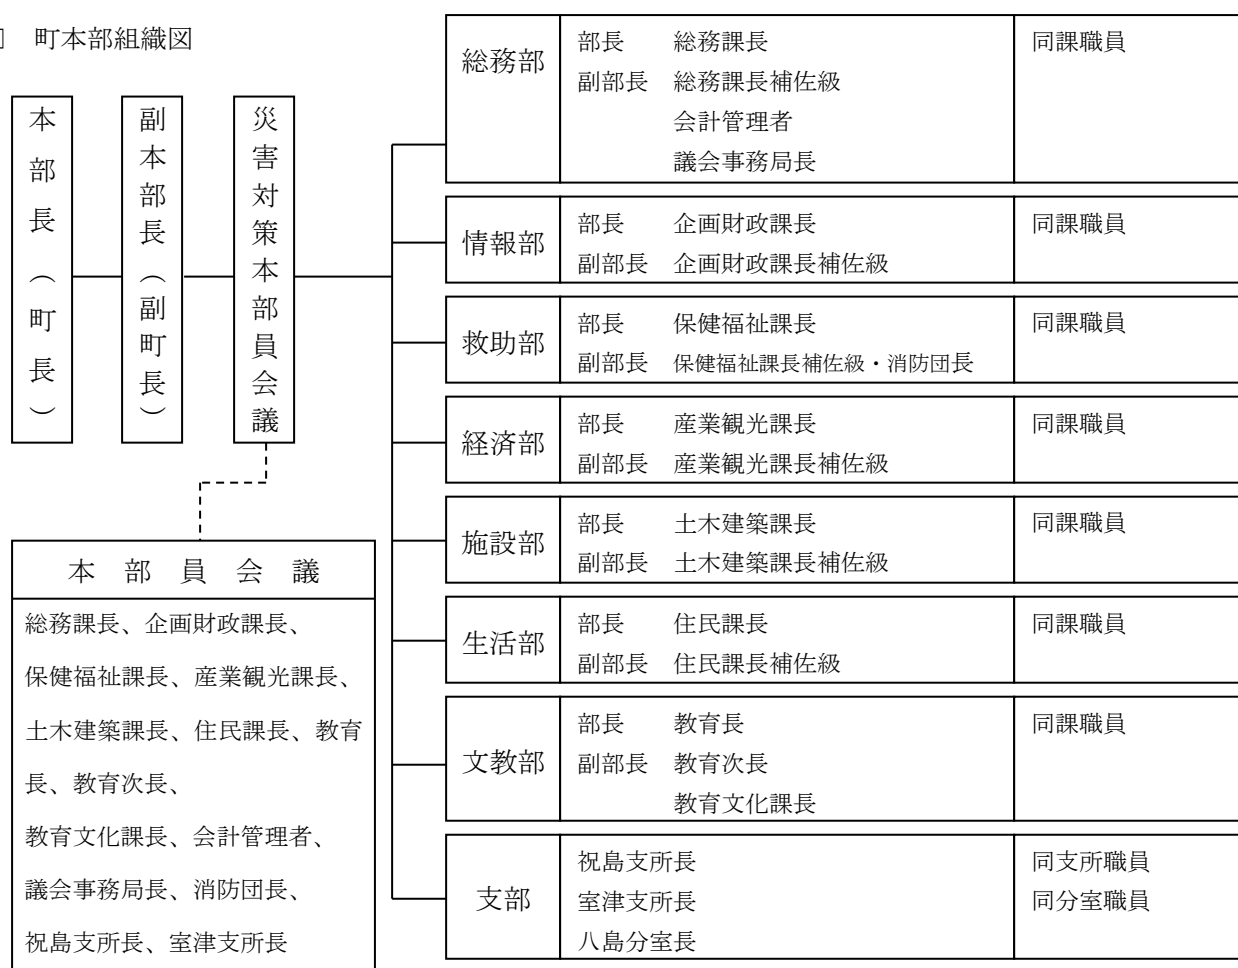 町本部組織図
本部長（町長）
副本部長（副町長）
災害対策本部員会議
本部員会議
総務課長、企画財政課長、
保健福祉課長、産業観光課長、
土木建築課長、住民課長、教育
長、教育次長、
教育文化課長、会計管理者、
議会事務局長、消防団長、
祝島支所長、室津支所長
総務部
部長　総務課長
副部長　総務課長補佐級
会計管理者
議会事務局長
同課職員
情報部
部長　企画財政課長
副部長　企画財政課長補佐級
同課職員
救助部
部長　保健福祉課長
副部長　保健福祉課長補佐級・消防団長
同課職員
経済部
部長　産業観光課長
副部長　産業観光課長補佐級
同課職員
施設部
部長　土木建築課長
副部長　土木建築課長補佐級
同課職員
生活部
部長　住民課長
副部長　住民課長補佐級
同課職員
文教部
部長　教育長
副部長　教育次長
教育文化課長
同課職員
支部
祝島支所長
室津支所長
八島分室長
同支所職員
同分室職員